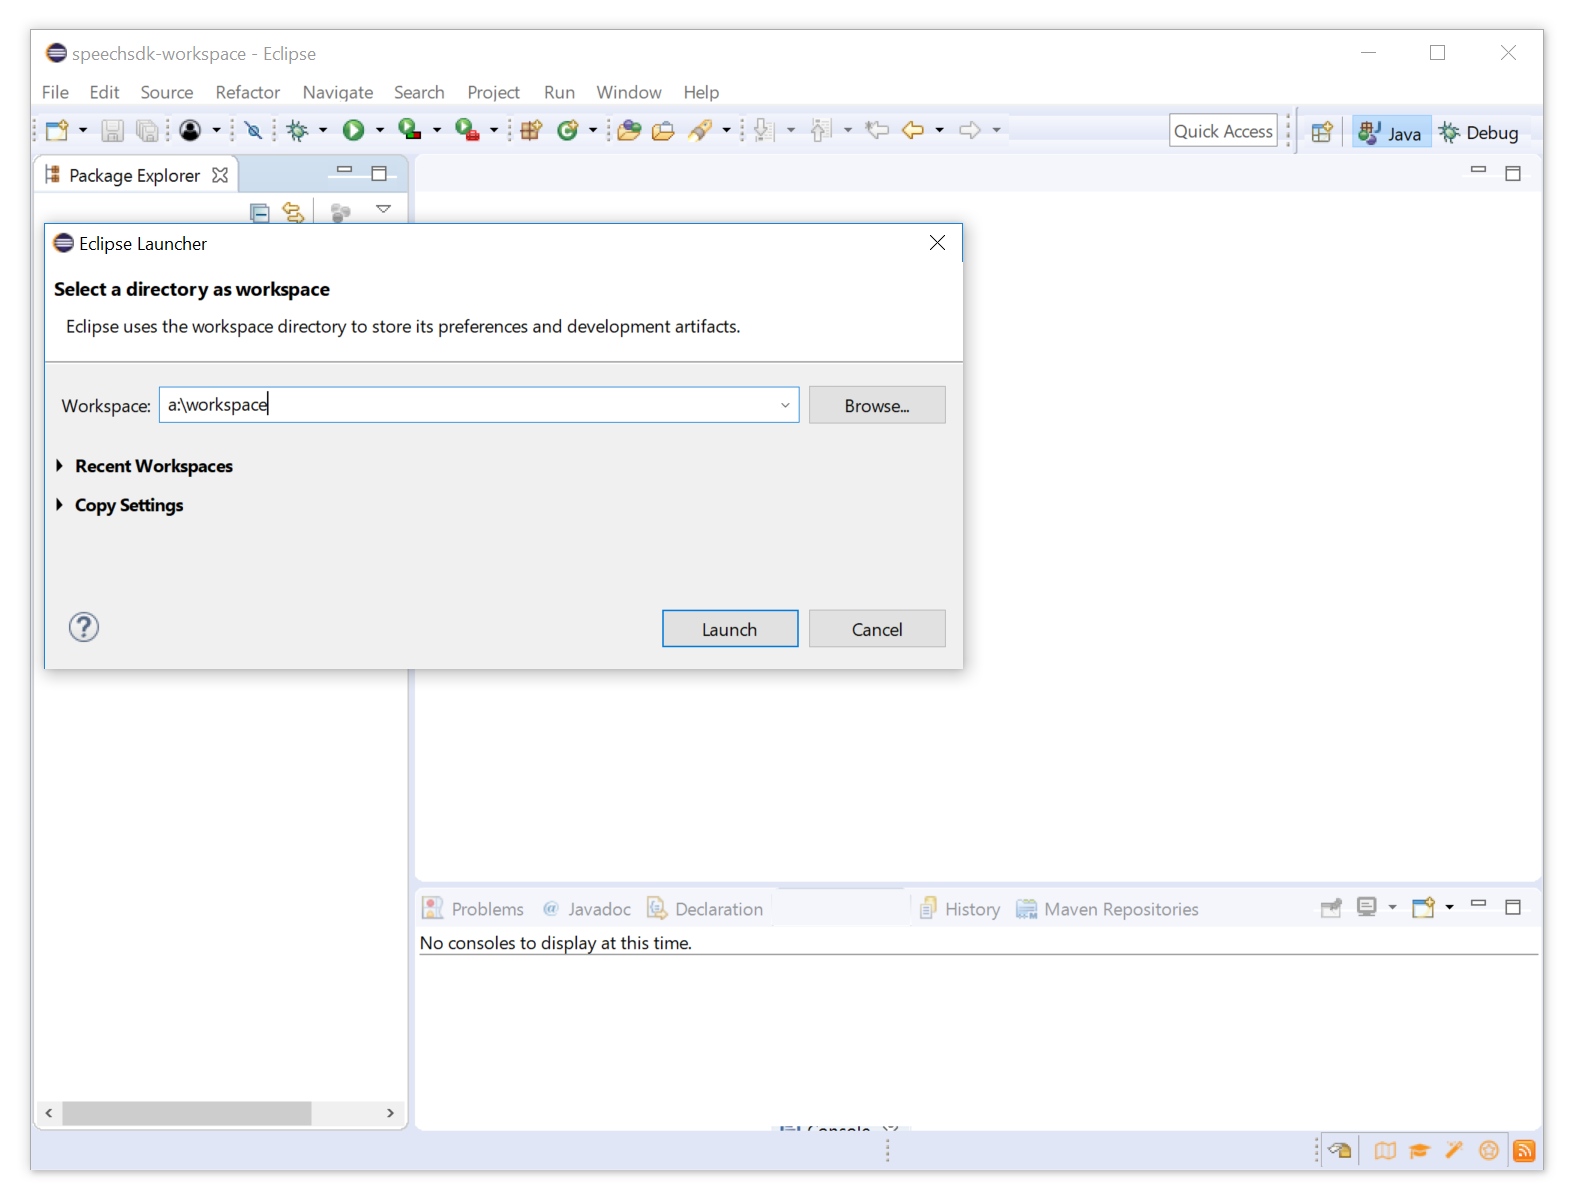 speechsdk-workspace - Eclipse
File Edit Source Refactor Navigate Search Project Run Window Help
Quick Access Java Debug
Package Explorer
Eclipse Launcher
Select a directory as workspace
Eclipse uses the workspace directory to store its preferences and development artifacts.
Workspace: a:\workspace Browse...
Recent Workspaces
Copy Settings
Launch Cancel
Problems @ Javadoc Declaration History Maven Repositories
No consoles to display at this time.
Console